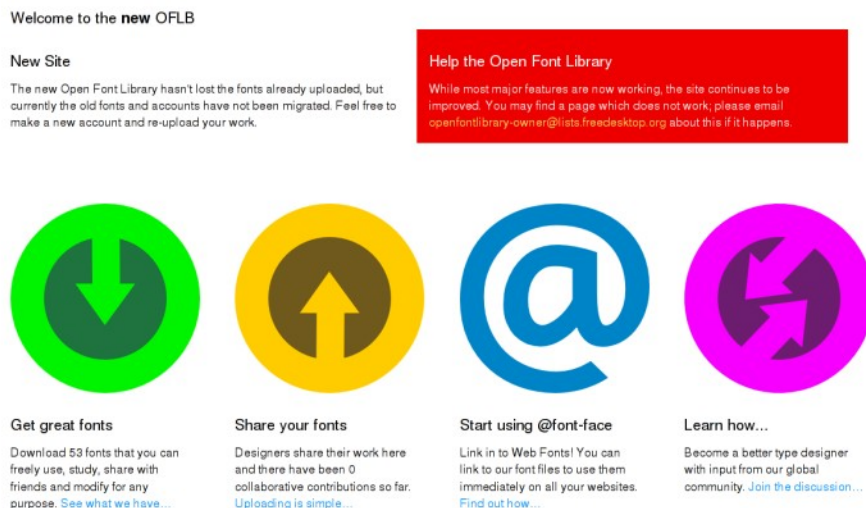 Welcome to the new OFLB
New Site
The new Open Font Library hasn't lost the fonts already uploaded, but
currently the old fonts and accounts have not been migrated. Feel free to
make a new account and re-upload your work.
Help the Open Font Library
While most major features are now working, the site continues to be
improved. You may find a page which does not work; please email
openfontlibrary-owner@lists.freedesktop.org about this if it happens.
@
Get great fonts
Download 53 fonts that you can
freely use, study, share with
friends and modify for any
purpose. See what we have...
Share your fonts
Designers share their work here
and there have been 0
collaborative contributions so far.
Uploading is simple...
Start using @font-face
Link in to Web Fonts! You can
link to our font files to use them
immediately on all your websites.
Find out how...
Learn how...
Become a better type designer
with input from our global
community. Join the discussion...